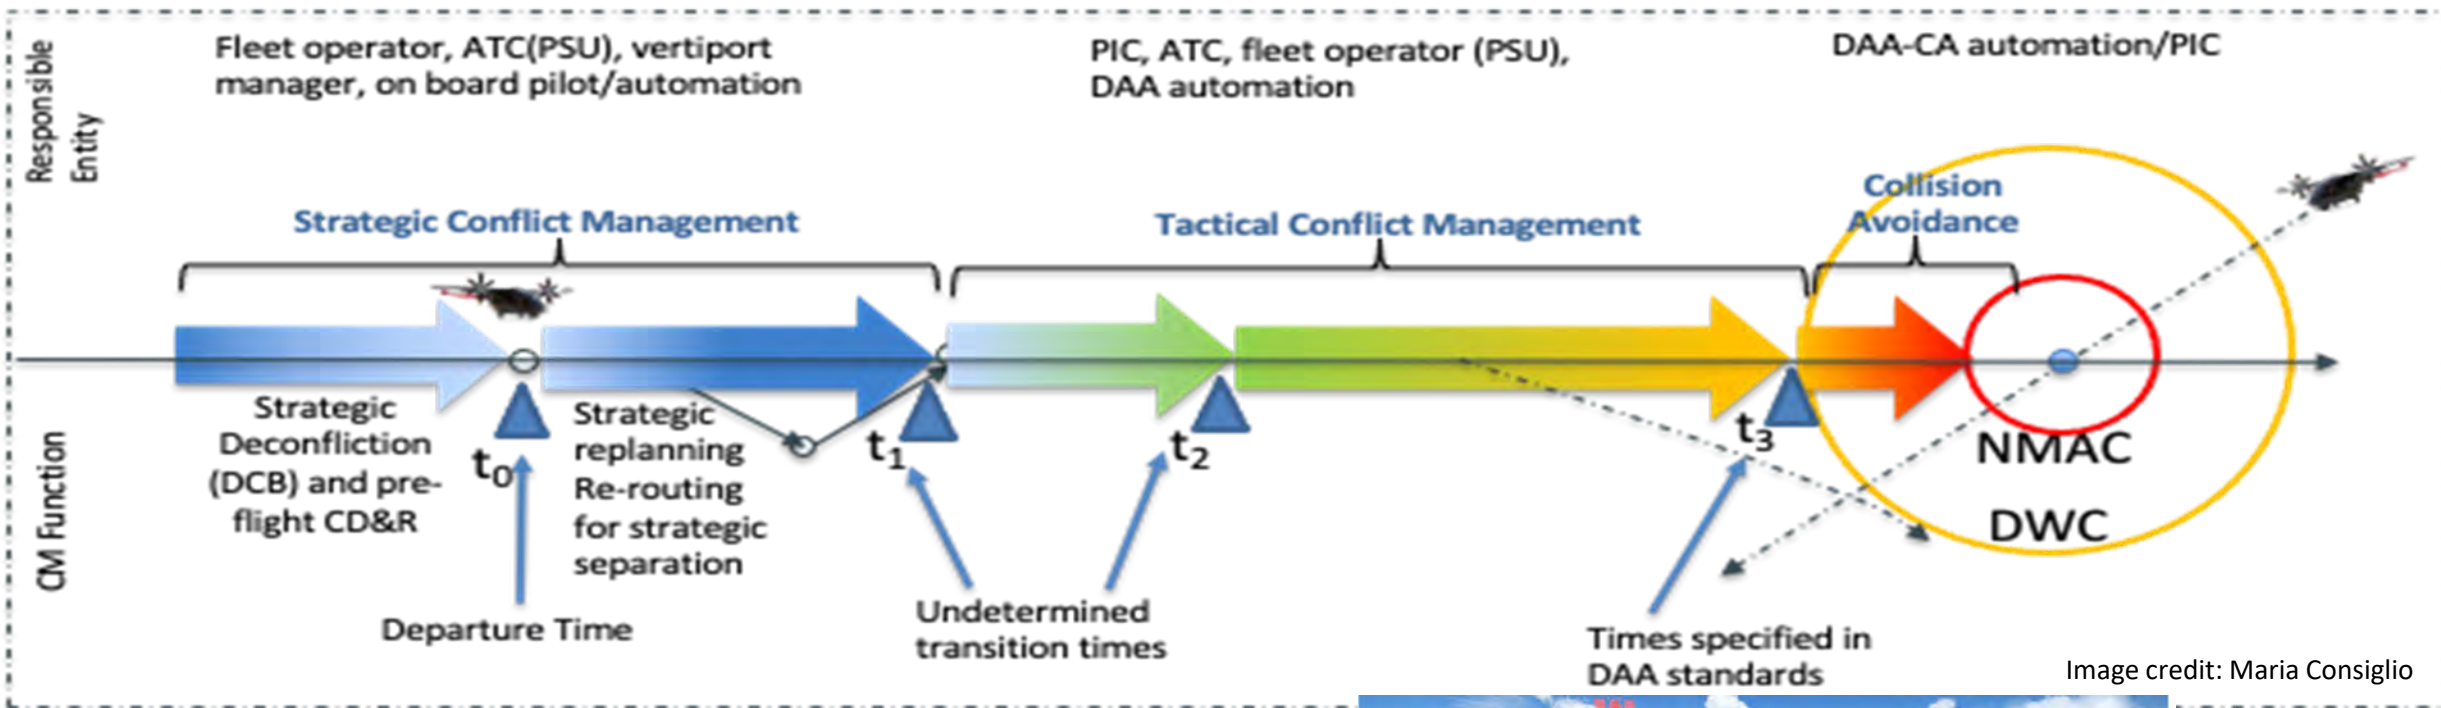 Responsible
Entity
Fleet operator, ATC(PSU), vertiport
manager, on board pilot/automation
PIC, ATC, fleet operator (PSU),
DAA automation
DAA-CA automation/PIC
Strategic Conflict Management
Tactical Conflict Management
Collision
Avoidance
CM Function
Strategic
Deconfliction
(DCB) and pre-
flight CD&R
t0
Departure Time
Strategic
replanning
Re-routing
for strategic
separation
t1
t2
Undetermined
transition times
t3
Times specified in
DAA standards
NMAC
DWC
Image credit: Maria Consiglio